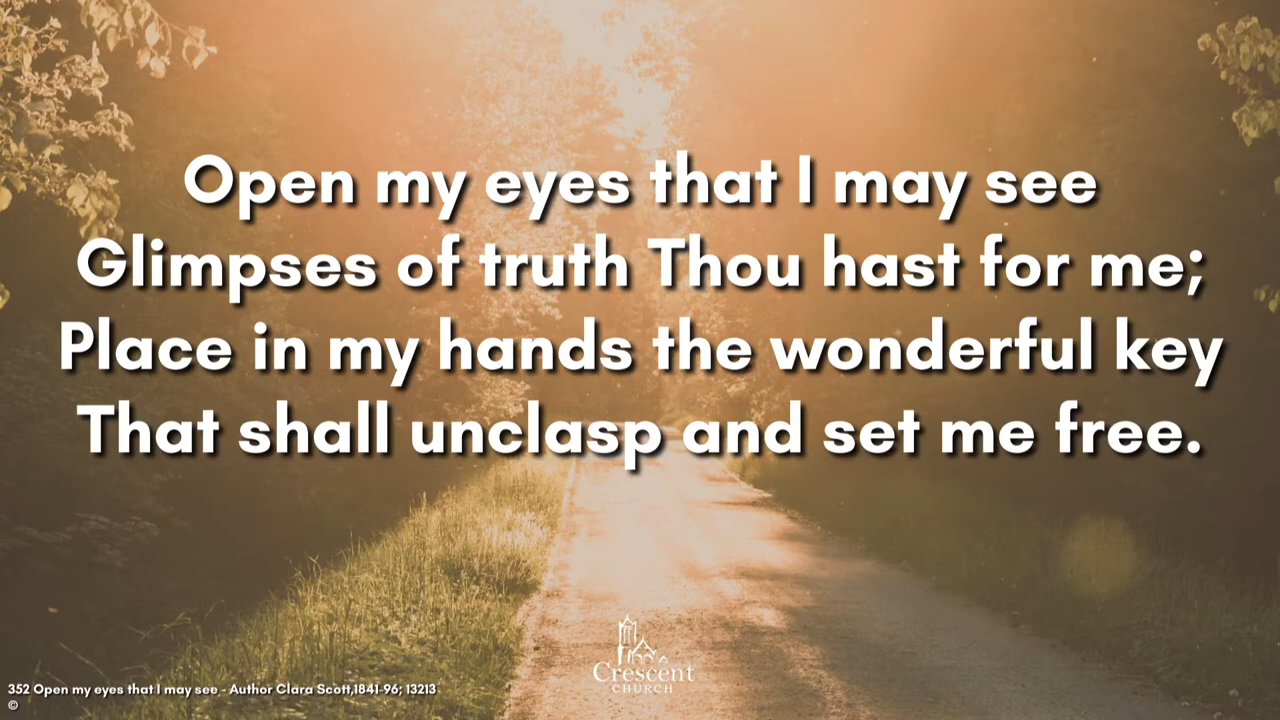 Open my eyes that I may see
Glimpses of truth Thou hast for me;
Place in my hands the wonderful key
That shall unclasp and set me free.
Crescent
CHURCH
352 Open my eyes that I may see - Author Clara Scott,1841-96; 13213
©